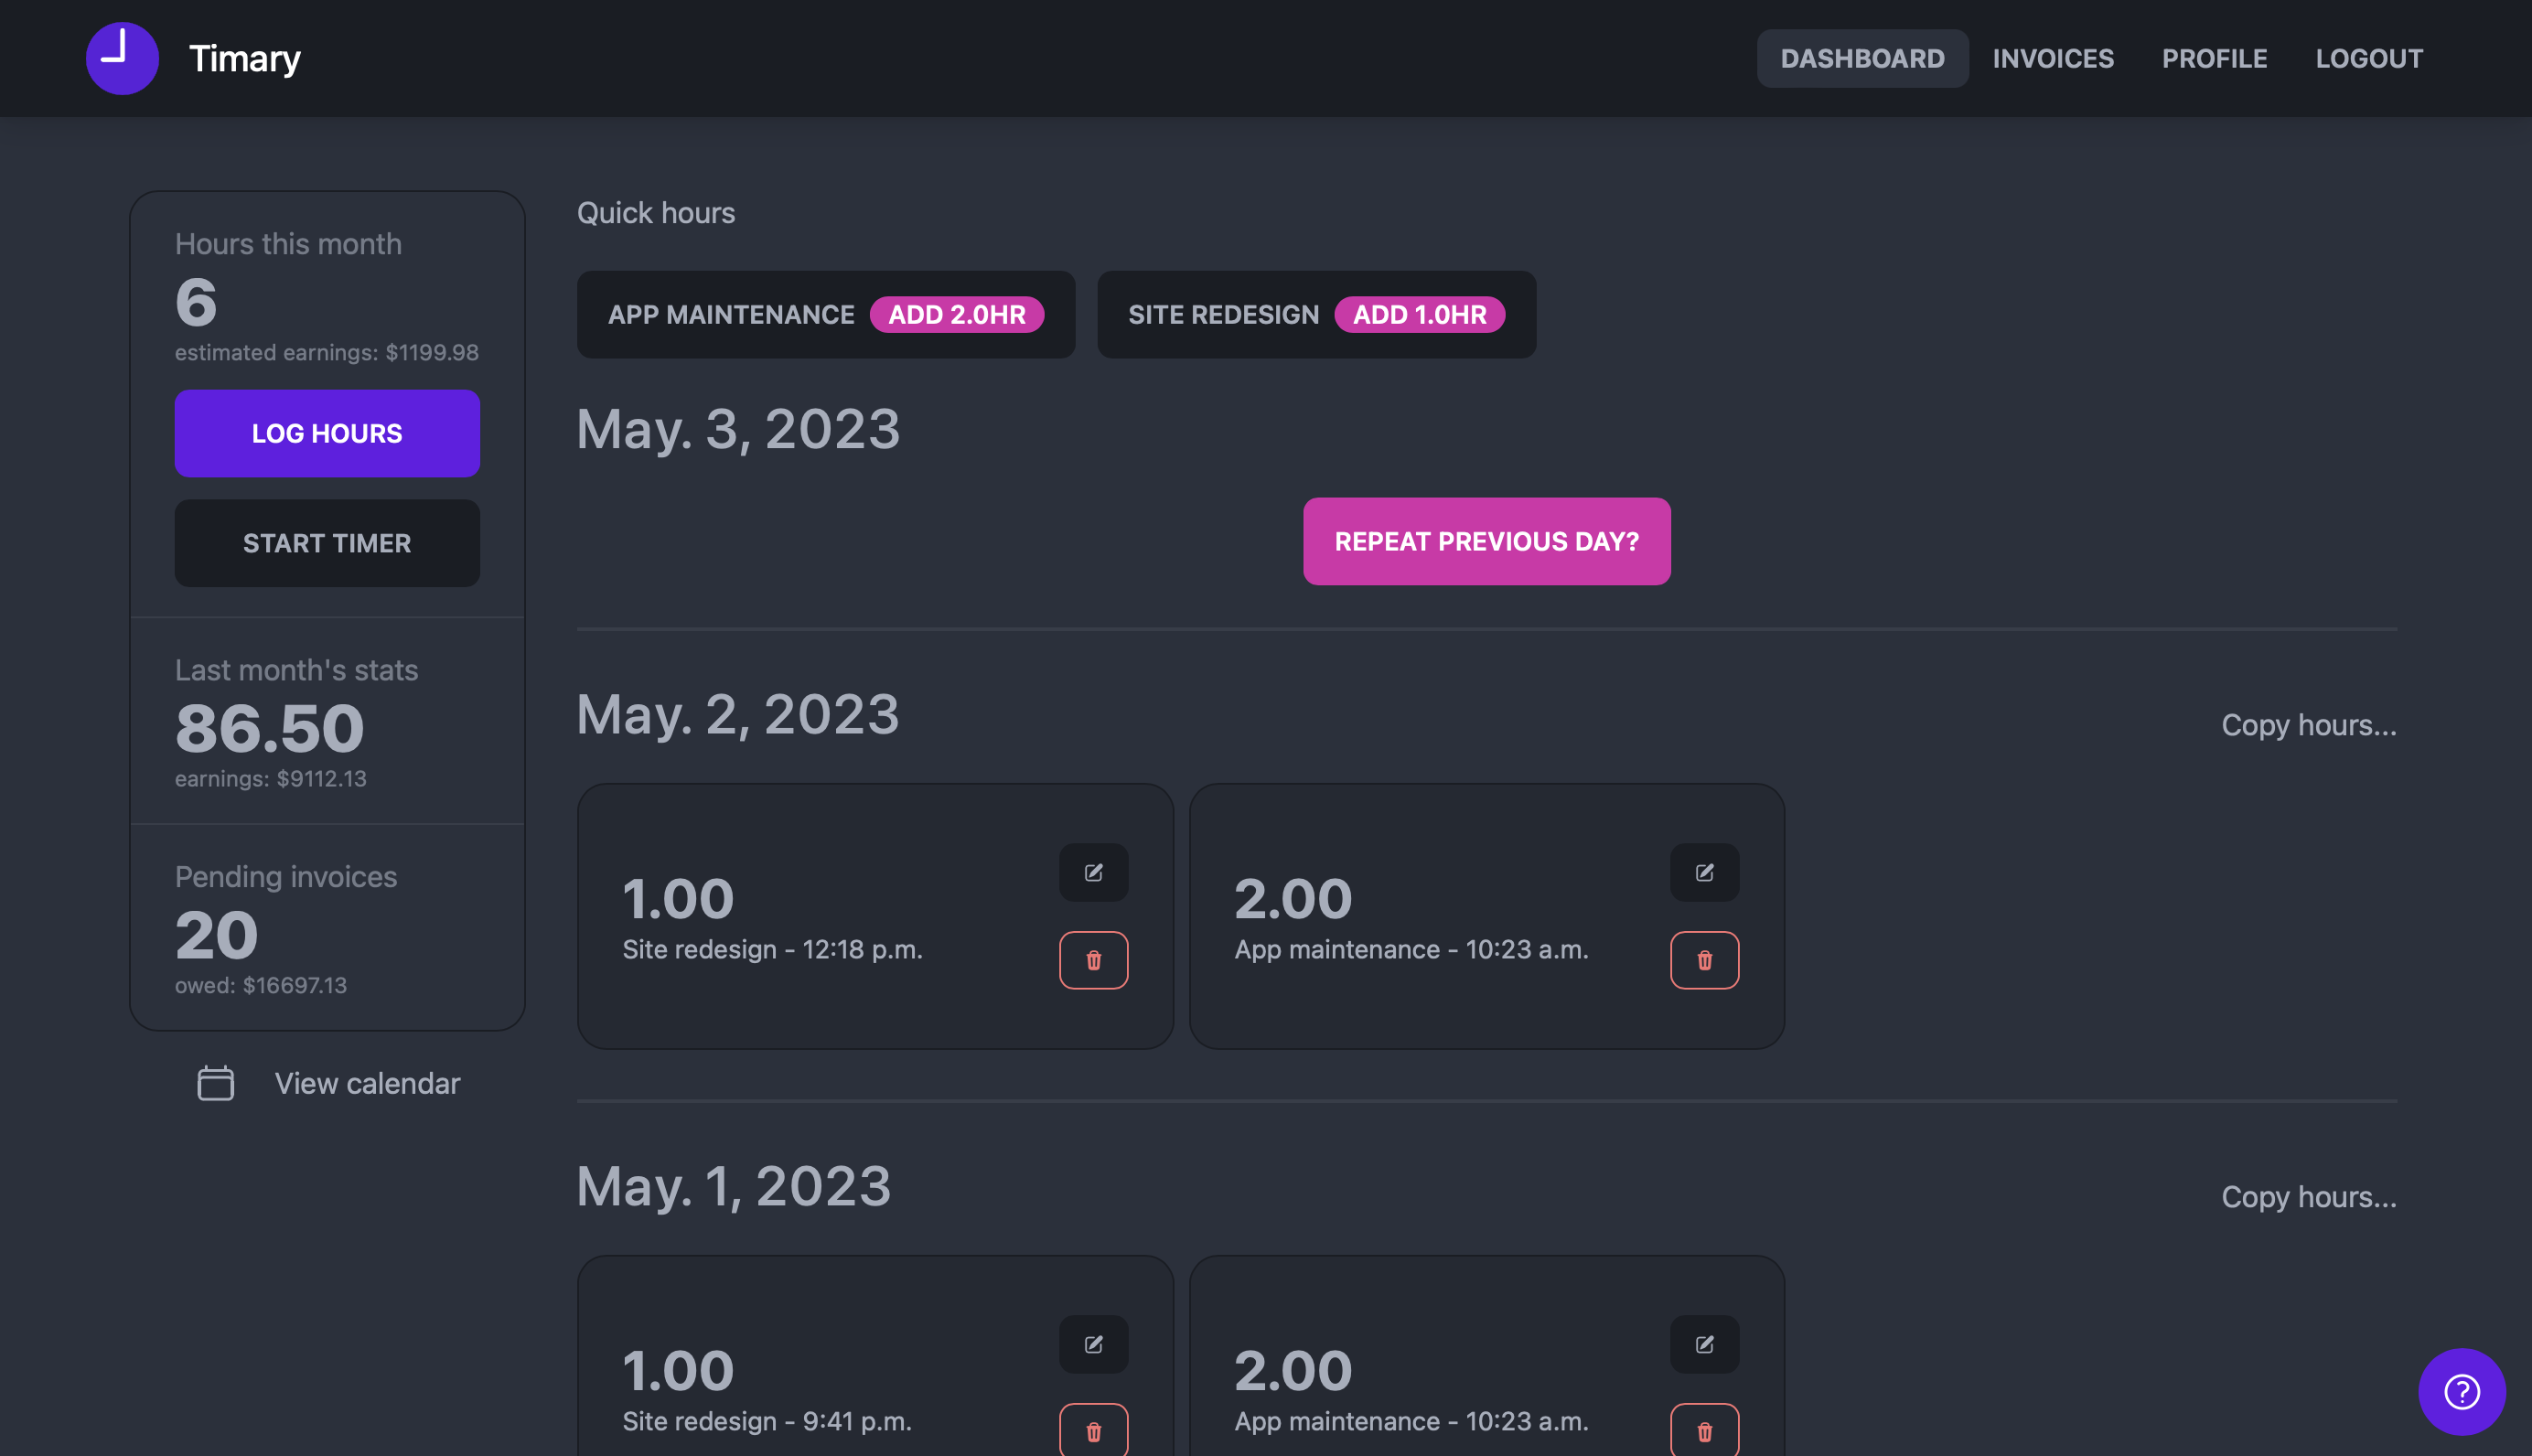 Timary
DASHBOARD INVOICES PROFILE LOGOUT
Hours this month
6
estimated earnings: $1199.98
LOG HOURS
START TIMER
Last month's stats
86.50
earnings: $9112.13
Pending invoices
20
owed: $16697.13
View calendar
Quick hours
APP MAINTENANCE ADD 2.0HR SITE REDESIGN ADD 1.0HR
May. 3, 2023
REPEAT PREVIOUS DAY?
May. 2, 2023 Copy hours...
1.00
Site redesign - 12:18 p.m.
2.00
App maintenance - 10:23 a.m.
May. 1, 2023 Copy hours...
1.00
Site redesign - 9:41 p.m.
2.00
App maintenance - 10:23 a.m.